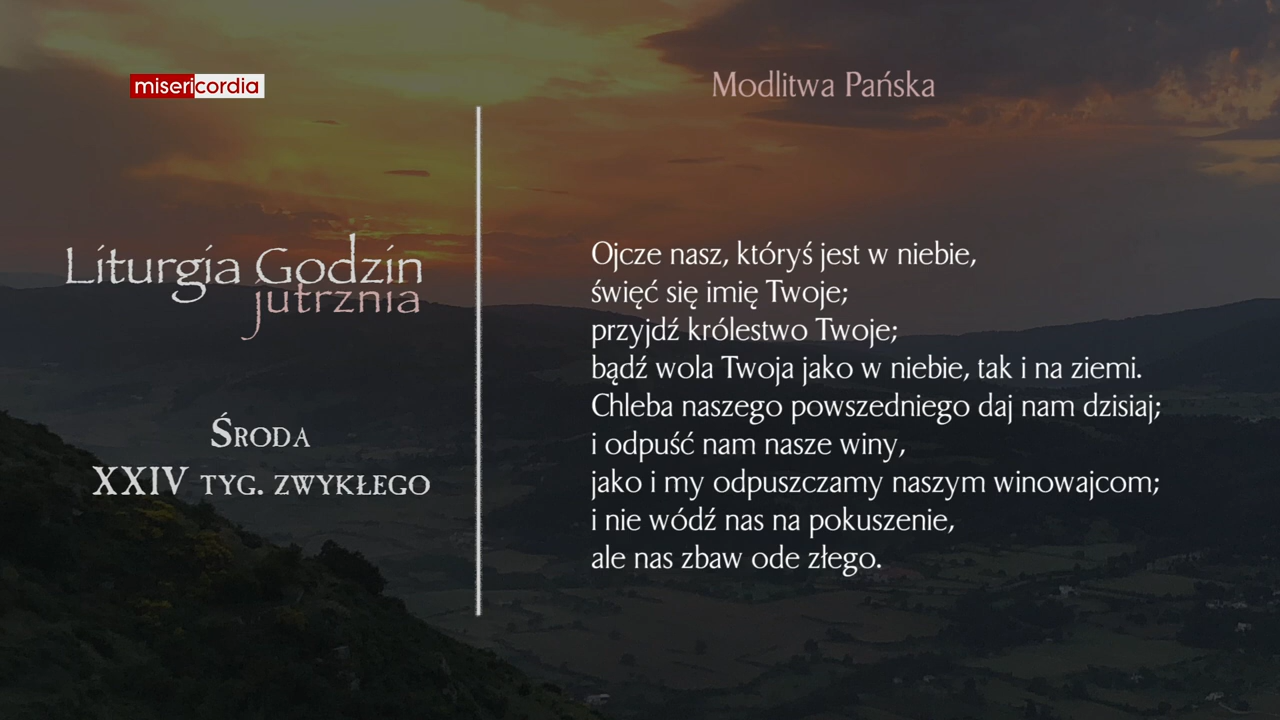 misericordia
Liturgia Godzin
jutrznia
Środa
XXIV tyg. zwykłego
Modlitwa Pańska
Ojcze nasz, któryś jest w niebie,
święć się imię Twoje;
przyjdź królestwo Twoje;
bądź wola Twoja jako w niebie, tak i na ziemi.
Chleba naszego powszedniego daj nam dzisiaj;
i odpuść nam nasze winy,
jako i my odpuszczamy naszym winowajcom;
i nie wódź nas na pokuszenie,
ale nas zbaw ode złego.